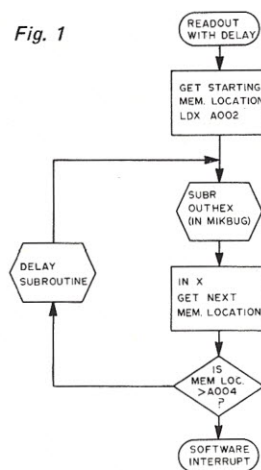 Fig. 1
READOUT
WITH DELAY
GET STARTING
MEM. LOCATION
LDX A002
SUBR
OUTHEX
(IN MIKBUG)
DELAY
SUBROUTINE
IN X
GET NEXT
MEM. LOCATION
IS
MEM LOC.
>A004
?
SOFTWARE
INTERRUPT